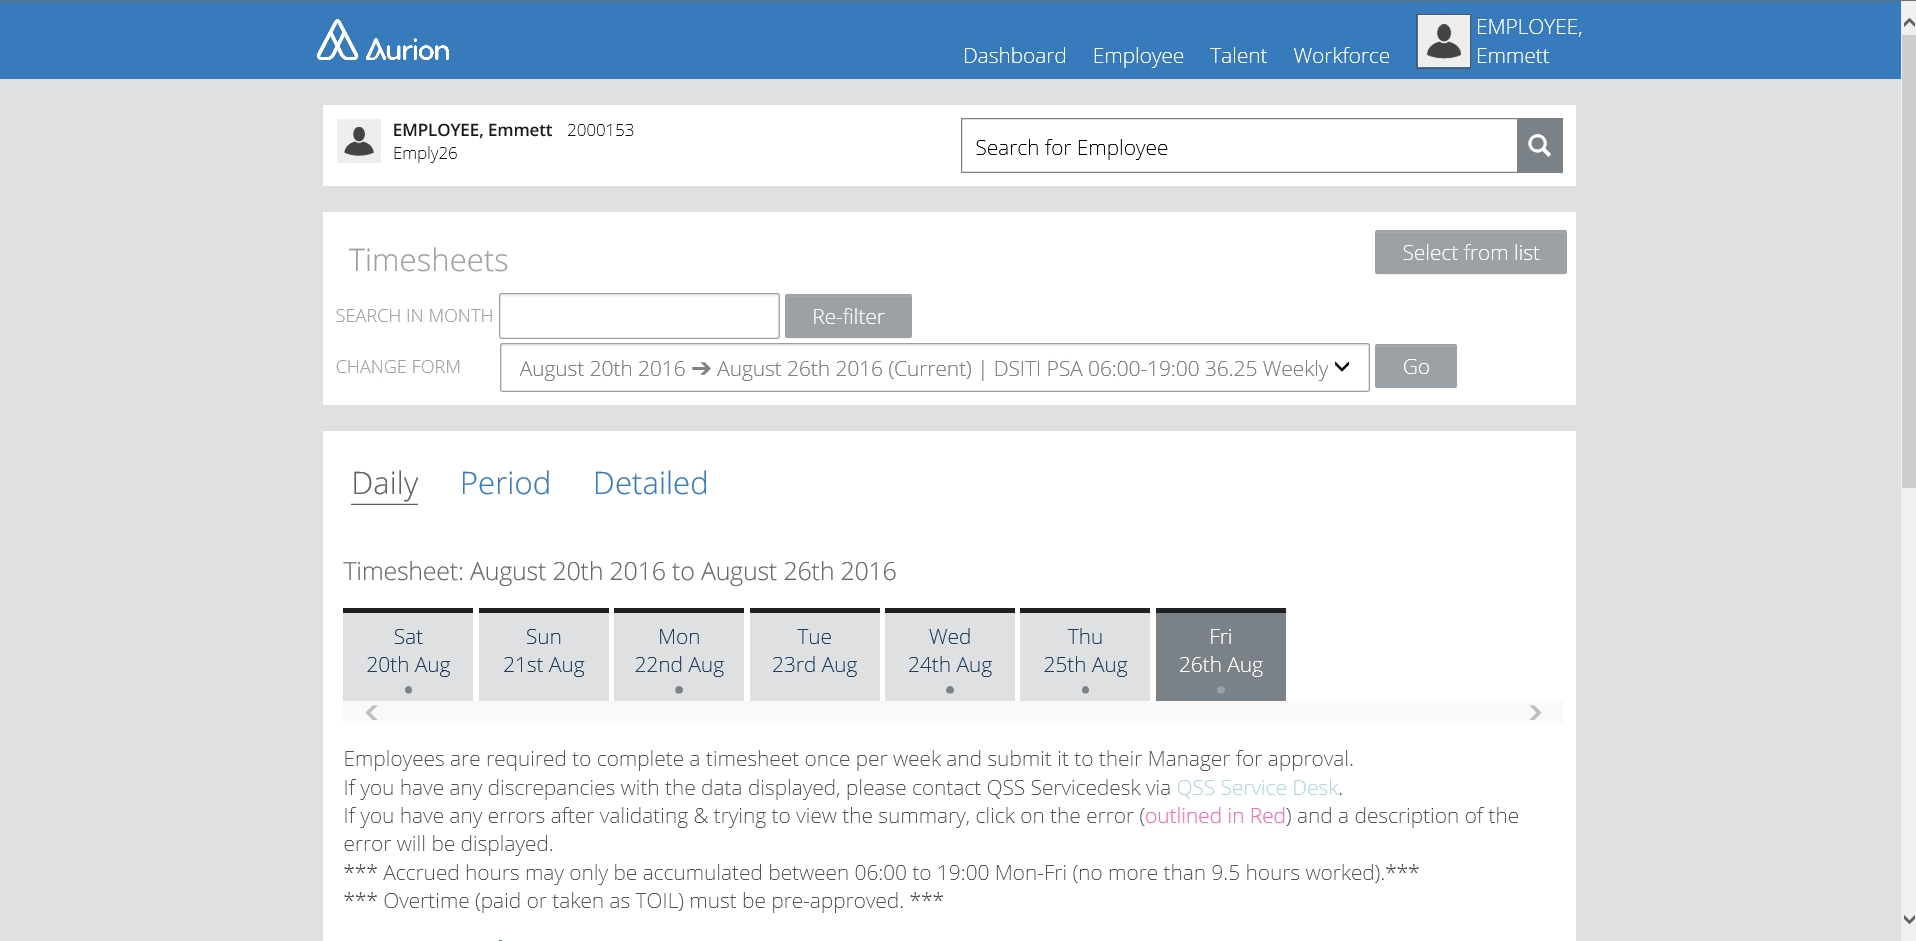 Aurion
Dashboard Employee Talent Workforce
EMPLOYEE,
Emmett
EMPLOYEE, Emmett 2000153
Emply26
Search for Employee
Timesheets
Select from list
SEARCH IN MONTH
Re-filter
CHANGE FORM
August 20th 2016 ➔ August 26th 2016 (Current) | DSITI PSA 06:00-19:00 36.25 Weekly
Go
Daily Period Detailed
Timesheet: August 20th 2016 to August 26th 2016
Sat
20th Aug
Sun
21st Aug
Mon
22nd Aug
Tue
23rd Aug
Wed
24th Aug
Thu
25th Aug
Fri
26th Aug
Employees are required to complete a timesheet once per week and submit it to their Manager for approval.
If you have any discrepancies with the data displayed, please contact QSS Servicedesk via QSS Service Desk.
If you have any errors after validating & trying to view the summary, click on the error (outlined in Red) and a description of the
error will be displayed.
*** Accrued hours may only be accumulated between 06:00 to 19:00 Mon-Fri (no more than 9.5 hours worked).***
*** Overtime (paid or taken as TOIL) must be pre-approved. ***